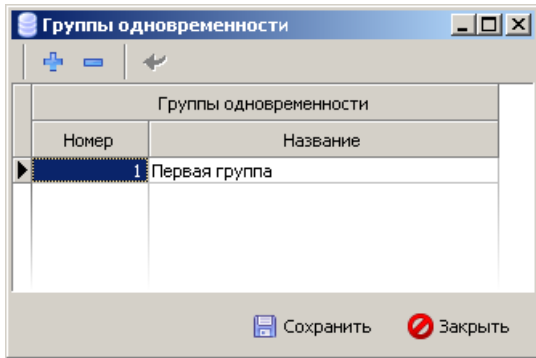 Группы одновременности
Группы одновременности
Номер Название
1 Первая группа
Сохранить Закрыть